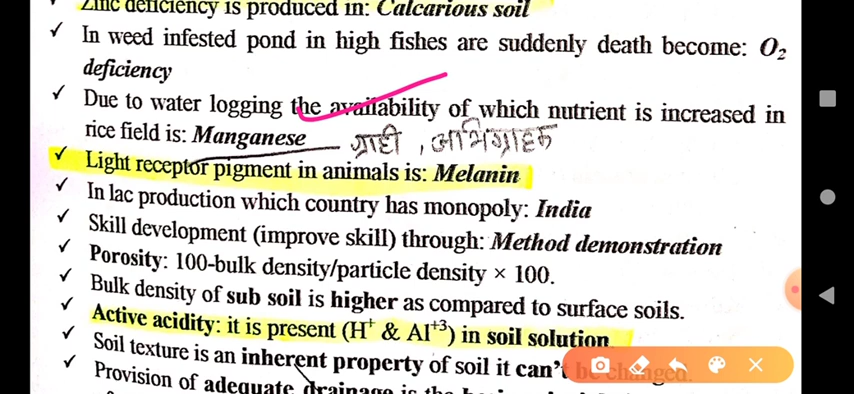 ✓ Zinc deficiency is produced in: Calcarious soil
✓ In weed infested pond in high fishes are suddenly death become: O₂
deficiency
✓ Due to water logging the availability of which nutrient is increased in
rice field is: Manganese ग्राही, अभिग्राहक
✓ Light receptor pigment in animals is: Melanin
✓ In lac production which country has monopoly: India
✓ Skill development (improve skill) through: Method demonstration
✓ Porosity: 100-bulk density/particle density × 100.
✓ Bulk density of sub soil is higher as compared to surface soils.
✓ Active acidity: it is present (H⁺ & Al⁺³) in soil solution
✓ Soil texture is an inherent property of soil it can't be changed.
✓ Provision of adequate drainage is the